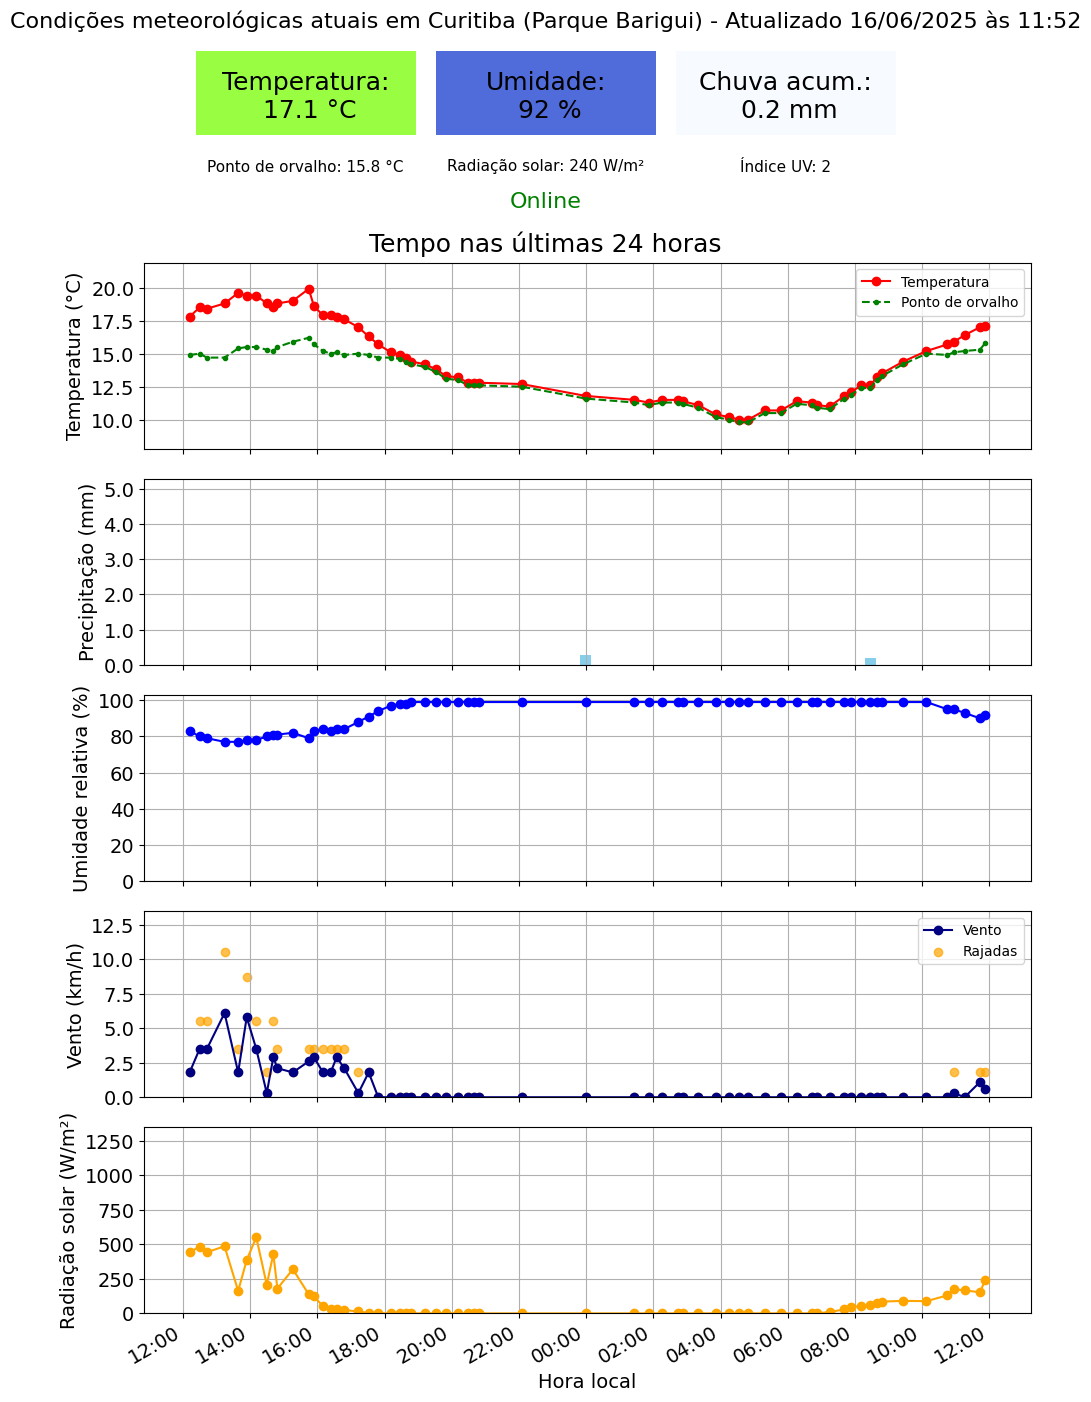 Condições meteorológicas atuais em Curitiba (Parque Barigui) - Atualizado 16/06/2025 às 11:52
Temperatura:
17.1 °C
Umidade:
92 %
Chuva acum.:
0.2 mm
Ponto de orvalho: 15.8 °C
Radiação solar: 240 W/m²
Índice UV: 2
Online
Tempo nas últimas 24 horas
Temperatura (°C)
20.0
17.5
15.0
12.5
10.0
Temperatura
Ponto de orvalho
Precipitação (mm)
5.0
4.0
3.0
2.0
1.0
0.0
Umidade relativa (%)
100
80
60
40
20
0
Vento (km/h)
12.5
10.0
7.5
5.0
2.5
0.0
Vento
Rajadas
Radiação solar (W/m²)
1250
1000
750
500
250
0
12:00
14:00
16:00
18:00
20:00
22:00
00:00
02:00
04:00
06:00
08:00
10:00
12:00
Hora local